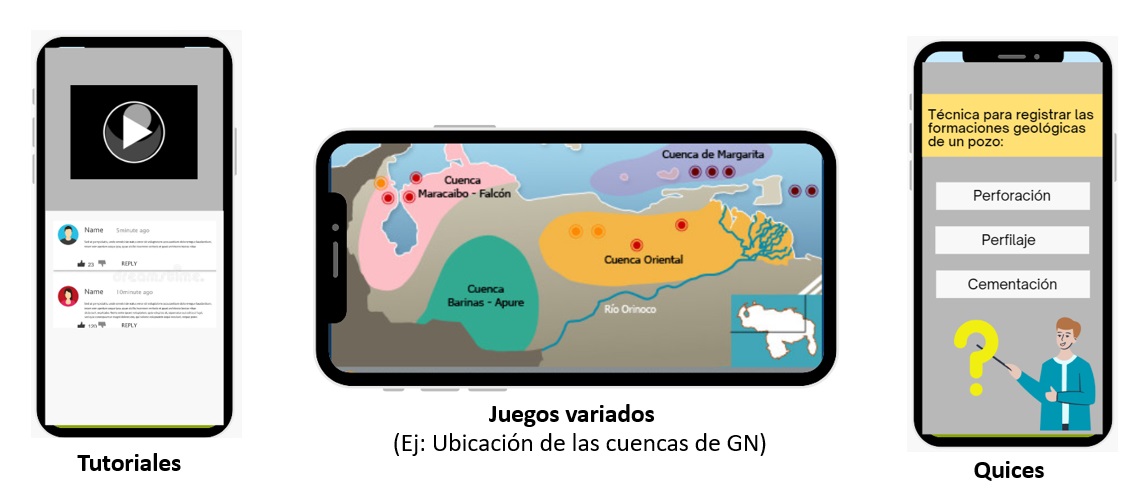 Name 5minute ago
23 REPLY
dreamstime.
Name 10minute ago
120 REPLY
Tutoriales
Cuenca de Margarita
Cuenca
Maracaibo - Falcón
Cuenca Oriental
Cuenca
Barinas - Apure
Río Orinoco
Juegos variados
(Ej: Ubicación de las cuencas de GN)
Técnica para registrar las
formaciones geológicas
de un pozo:
Perforación
Perfilaje
Cementación
Quices